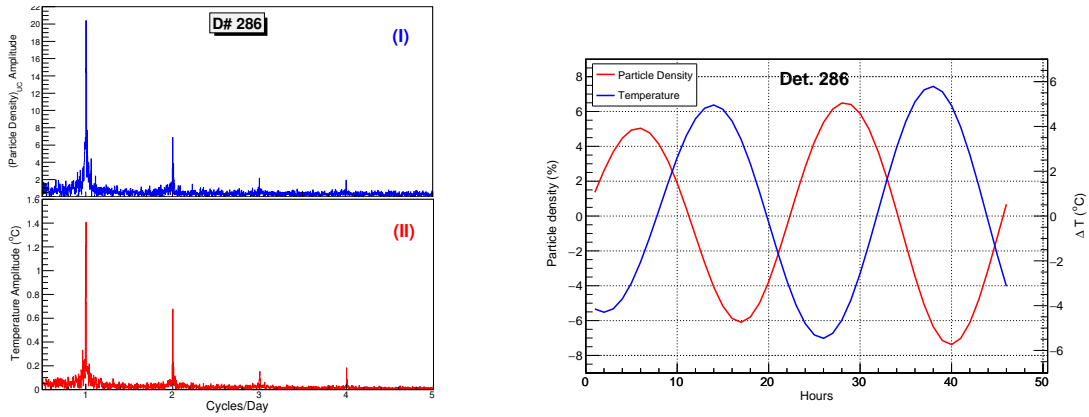 D# 286
(I)
(Particle Density)UC Amplitude
22
20
18
16
14
12
10
8
6
4
2
0
(II)
Temperature Amplitude (°C)
1.6
1.4
1.2
1
0.8
0.6
0.4
0.2
0
1 2 3 4 5
Cycles/Day
Det. 286
Particle Density
Temperature
Particle density (%)
8
6
4
2
0
−2
−4
−6
−8
Δ T (°C)
6
4
2
0
−2
−4
−6
0 10 20 30 40 50
Hours